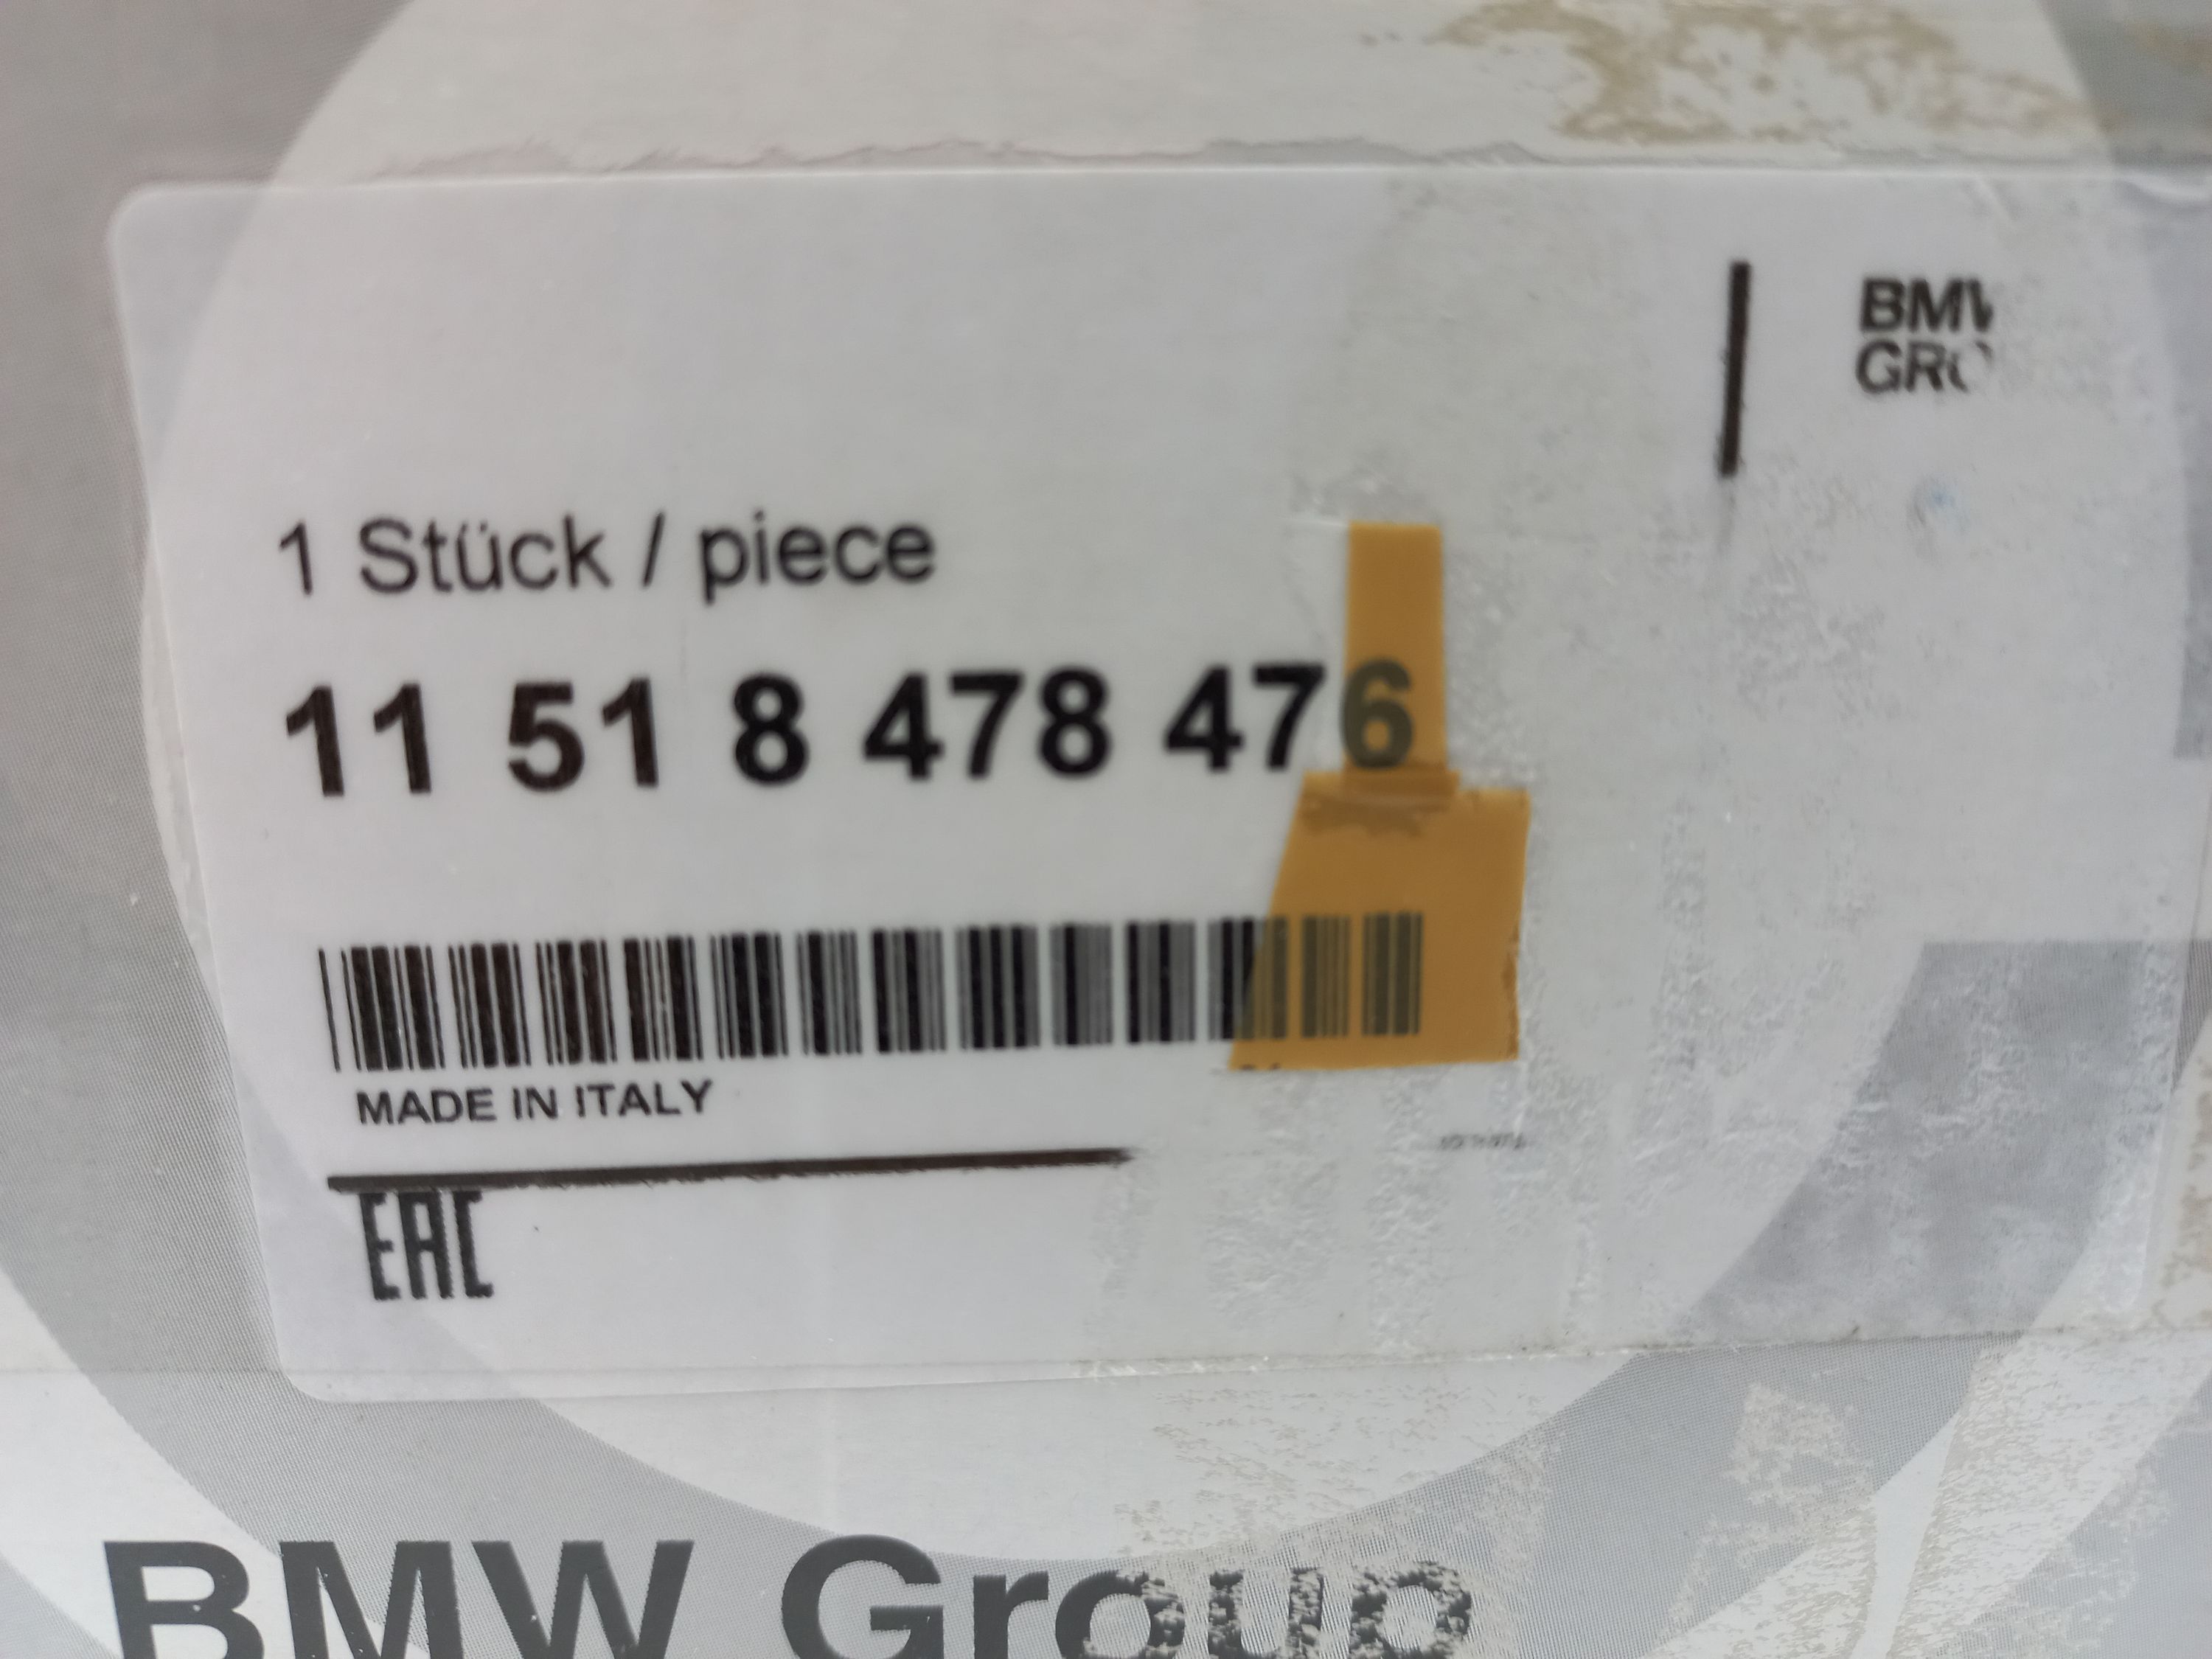 BMW
GRO
1 Stück / piece
11 51 8 478 476
MADE IN ITALY
EAC
BMW Group